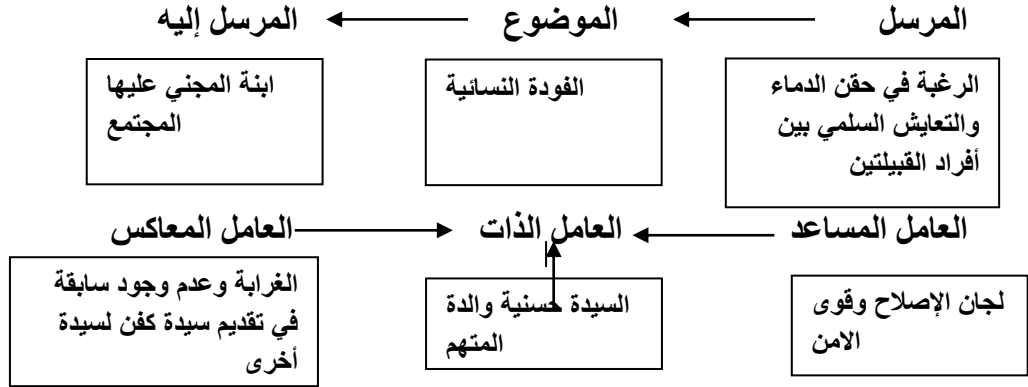 المرسل
الموضوع
المرسل إليه
الرغبة في حقن الدماء
والتعايش السلمي بين
أفراد القبيلتين
الفودة النسائية
ابنة المجني عليها
المجتمع
العامل المساعد
العامل الذات
العامل المعاكس
لجان الإصلاح وقوى
الامن
السيدة حسنية والدة
المتهم
الغرابة وعدم وجود سابقة
في تقديم سيدة كفن لسيدة
أخرى